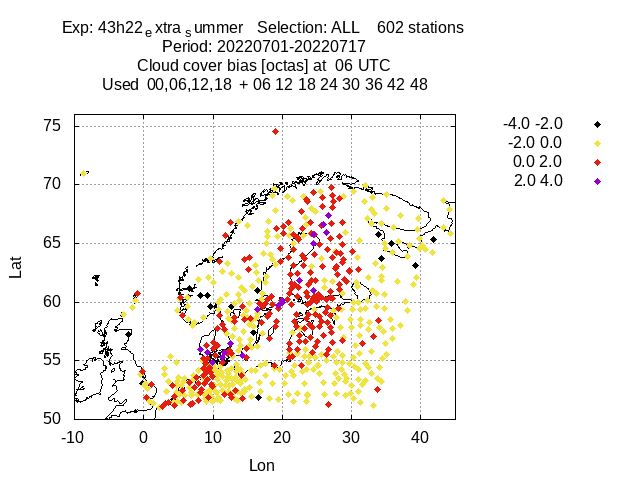 Exp: 43h22 e xtra s ummer   Selection: ALL    602 stations
Period: 20220701-20220717
Cloud cover bias [octas] at  06 UTC
Used  00,06,12,18  + 06 12 18 24 30 36 42 48
-4.0 -2.0
-2.0 0.0
0.0 2.0
2.0 4.0
75
70
65
60
55
50
Lat
-10 0 10 20 30 40
Lon